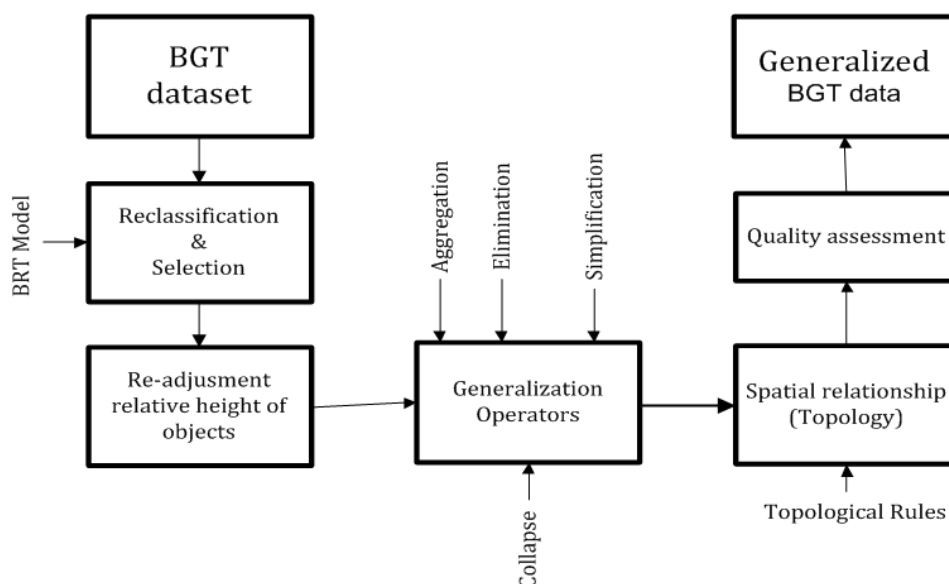 BGT
dataset
BRT Model
Reclassification
&
Selection
Re-adjusment
relative height of
objects
Aggregation
Elimination
Simplification
Generalization
Operators
Collapse
Generalized
BGT data
Quality assessment
Spatial relationship
(Topology)
Topological Rules